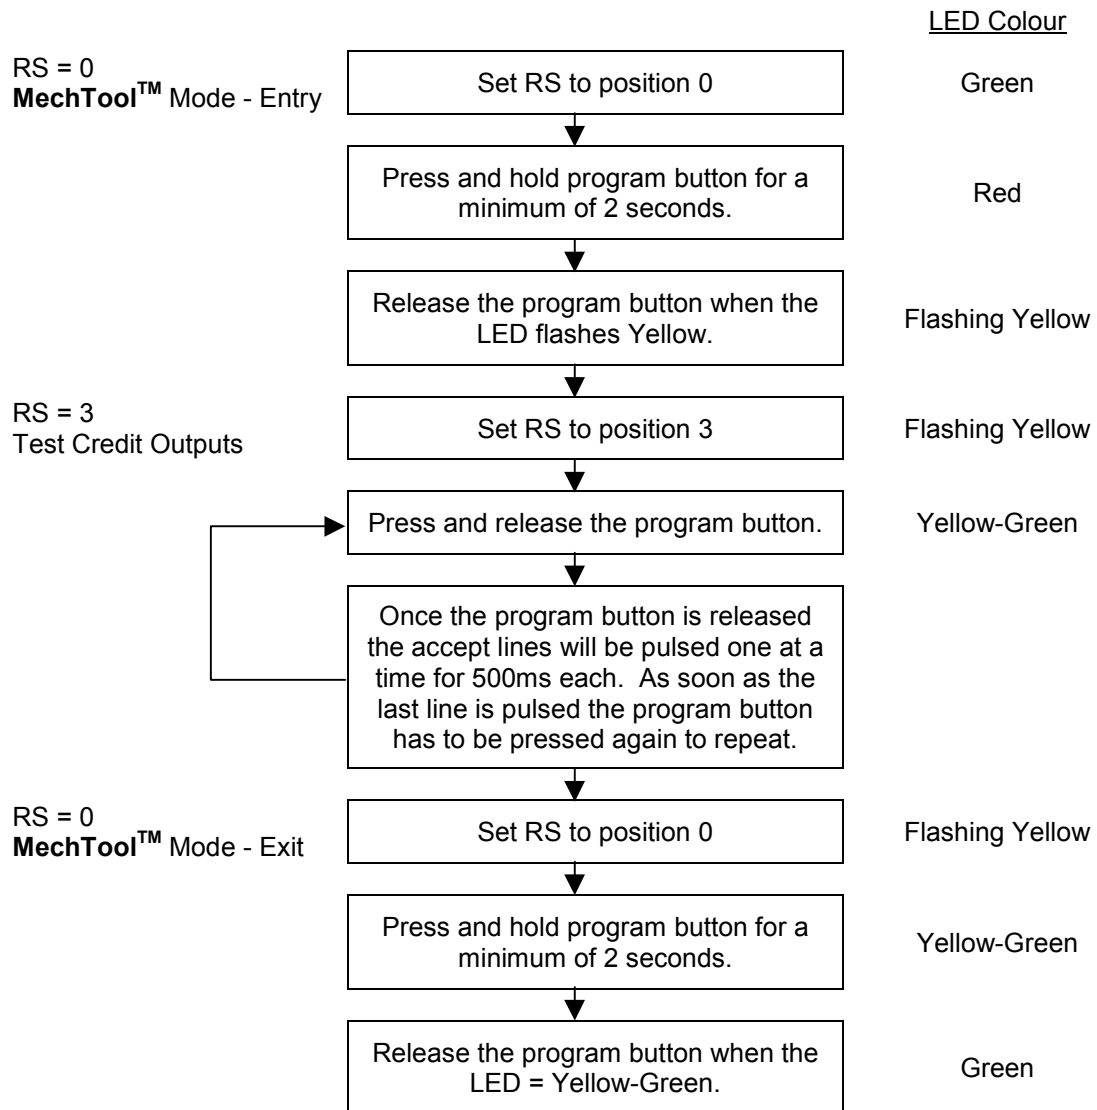 LED Colour
RS = 0
MechTool™ Mode - Entry
Set RS to position 0
Green
Press and hold program button for a
minimum of 2 seconds.
Red
Release the program button when the
LED flashes Yellow.
Flashing Yellow
RS = 3
Test Credit Outputs
Set RS to position 3
Flashing Yellow
Press and release the program button.
Yellow-Green
Once the program button is released
the accept lines will be pulsed one at a
time for 500ms each.  As soon as the
last line is pulsed the program button
has to be pressed again to repeat.
RS = 0
MechTool™ Mode - Exit
Set RS to position 0
Flashing Yellow
Press and hold program button for a
minimum of 2 seconds.
Yellow-Green
Release the program button when the
LED = Yellow-Green.
Green